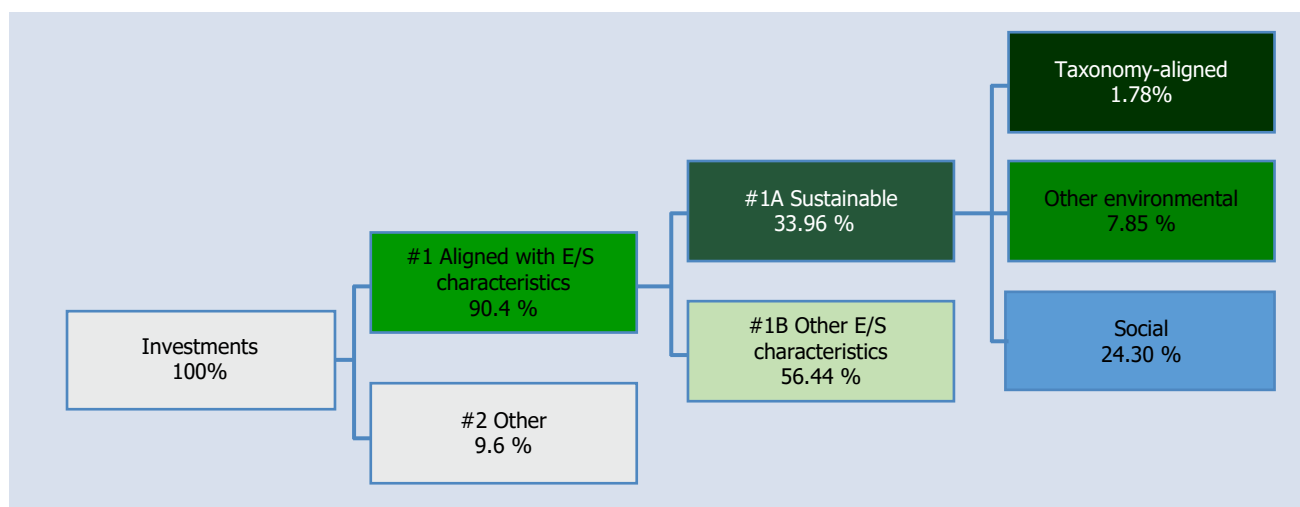 Investments
100%
#1 Aligned with E/S
characteristics
90.4 %
#2 Other
9.6 %
#1A Sustainable
33.96 %
#1B Other E/S
characteristics
56.44 %
Taxonomy-aligned
1.78%
Other environmental
7.85 %
Social
24.30 %